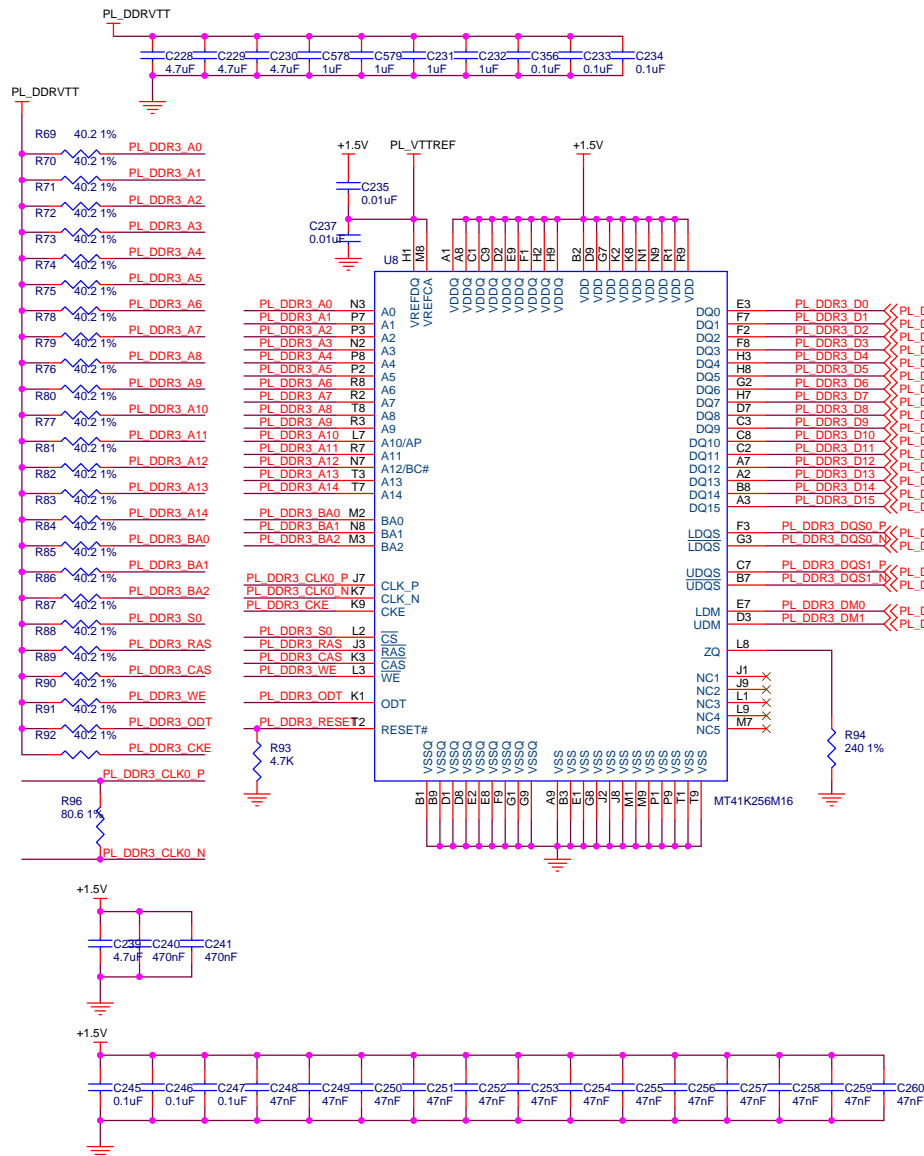 PL_DDRVTT
C228 C229 C230 C578 C579 C231 C232 C356 C233 C234
4.7uF 4.7uF 4.7uF 1uF 1uF 1uF 1uF 0.1uF 0.1uF 0.1uF
PL_DDRVTT
R69 40.2 1% PL_DDR3_A0
R70 40.2 1% PL_DDR3_A1
R71 40.2 1% PL_DDR3_A2
R72 40.2 1% PL_DDR3_A3
R73 40.2 1% PL_DDR3_A4
R74 40.2 1% PL_DDR3_A5
R75 40.2 1% PL_DDR3_A6
R78 40.2 1% PL_DDR3_A7
R79 40.2 1% PL_DDR3_A8
R76 40.2 1% PL_DDR3_A9
R80 40.2 1% PL_DDR3_A10
R77 40.2 1% PL_DDR3_A11
R81 40.2 1% PL_DDR3_A12
R82 40.2 1% PL_DDR3_A13
R83 40.2 1% PL_DDR3_A14
R84 40.2 1% PL_DDR3_BA0
R85 40.2 1% PL_DDR3_BA1
R86 40.2 1% PL_DDR3_BA2
R87 40.2 1% PL_DDR3_S0
R88 40.2 1% PL_DDR3_RAS
R89 40.2 1% PL_DDR3_CAS
R90 40.2 1% PL_DDR3_WE
R91 40.2 1% PL_DDR3_ODT
R92 40.2 1% PL_DDR3_CKE
PL_DDR3_CLK0_P
R96
80.6 1%
PL_DDR3_CLK0_N
+1.5V PL_VTTREF +1.5V
C235
0.01uF
C237
0.01uF
U8
H1 M8 A1 A8 C1 C9 D2 E9 F1 H2 H9 B2 D9 G7 K2 K8 N1 N9 R1 R9
VREFDQ VREFCA VDDQ VDDQ VDDQ VDDQ VDDQ VDDQ VDDQ VDDQ VDDQ VDD VDD VDD VDD VDD VDD VDD VDD VDD
PL_DDR3_A0 N3 A0
PL_DDR3_A1 P7 A1
PL_DDR3_A2 P3 A2
PL_DDR3_A3 N2 A3
PL_DDR3_A4 P8 A4
PL_DDR3_A5 P2 A5
PL_DDR3_A6 R8 A6
PL_DDR3_A7 R2 A7
PL_DDR3_A8 T8 A8
PL_DDR3_A9 R3 A9
PL_DDR3_A10 L7 A10/AP
PL_DDR3_A11 R7 A11
PL_DDR3_A12 N7 A12/BC#
PL_DDR3_A13 T3 A13
PL_DDR3_A14 T7 A14
PL_DDR3_BA0 M2 BA0
PL_DDR3_BA1 N8 BA1
PL_DDR3_BA2 M3 BA2
PL_DDR3_CLK0_P J7 CLK_P
PL_DDR3_CLK0_N K7 CLK_N
PL_DDR3_CKE K9 CKE
PL_DDR3_S0 L2 CS
PL_DDR3_RAS J3 RAS
PL_DDR3_CAS K3 CAS
PL_DDR3_WE L3 WE
PL_DDR3_ODT K1 ODT
PL_DDR3_RESET T2 RESET#
R93
4.7K
DQ0 E3 PL_DDR3_D0 PL_D
DQ1 F7 PL_DDR3_D1 PL_D
DQ2 F2 PL_DDR3_D2 PL_D
DQ3 F8 PL_DDR3_D3 PL_D
DQ4 H3 PL_DDR3_D4 PL_D
DQ5 H8 PL_DDR3_D5 PL_D
DQ6 G2 PL_DDR3_D6 PL_D
DQ7 H7 PL_DDR3_D7 PL_D
DQ8 D7 PL_DDR3_D8 PL_D
DQ9 C3 PL_DDR3_D9 PL_D
DQ10 C8 PL_DDR3_D10 PL_D
DQ11 C2 PL_DDR3_D11 PL_D
DQ12 A7 PL_DDR3_D12 PL_D
DQ13 A2 PL_DDR3_D13 PL_D
DQ14 B8 PL_DDR3_D14 PL_D
DQ15 A3 PL_DDR3_D15 PL_D
LDQS F3 PL_DDR3_DQS0_P PL_D
LDQS G3 PL_DDR3_DQS0_N PL_D
UDQS C7 PL_DDR3_DQS1_P PL_D
UDQS B7 PL_DDR3_DQS1_N PL_D
LDM E7 PL_DDR3_DM0 PL_D
UDM D3 PL_DDR3_DM1 PL_D
ZQ L8
NC1 J1
NC2 J9
NC3 L1
NC4 L9
NC5 M7
R94
240 1%
VSSQ VSSQ VSSQ VSSQ VSSQ VSSQ VSSQ VSSQ VSSQ VSS VSS VSS VSS VSS VSS VSS VSS VSS VSS VSS VSS
B1 B9 D1 D8 E2 E8 F9 G1 G9 A9 B3 E1 G8 J2 J8 M1 M9 P1 P9 T1 T9
MT41K256M16
+1.5V
C239 C240 C241
4.7uF 470nF 470nF
+1.5V
C245 C246 C247 C248 C249 C250 C251 C252 C253 C254 C255 C256 C257 C258 C259 C260
0.1uF 0.1uF 0.1uF 47nF 47nF 47nF 47nF 47nF 47nF 47nF 47nF 47nF 47nF 47nF 47nF 47nF